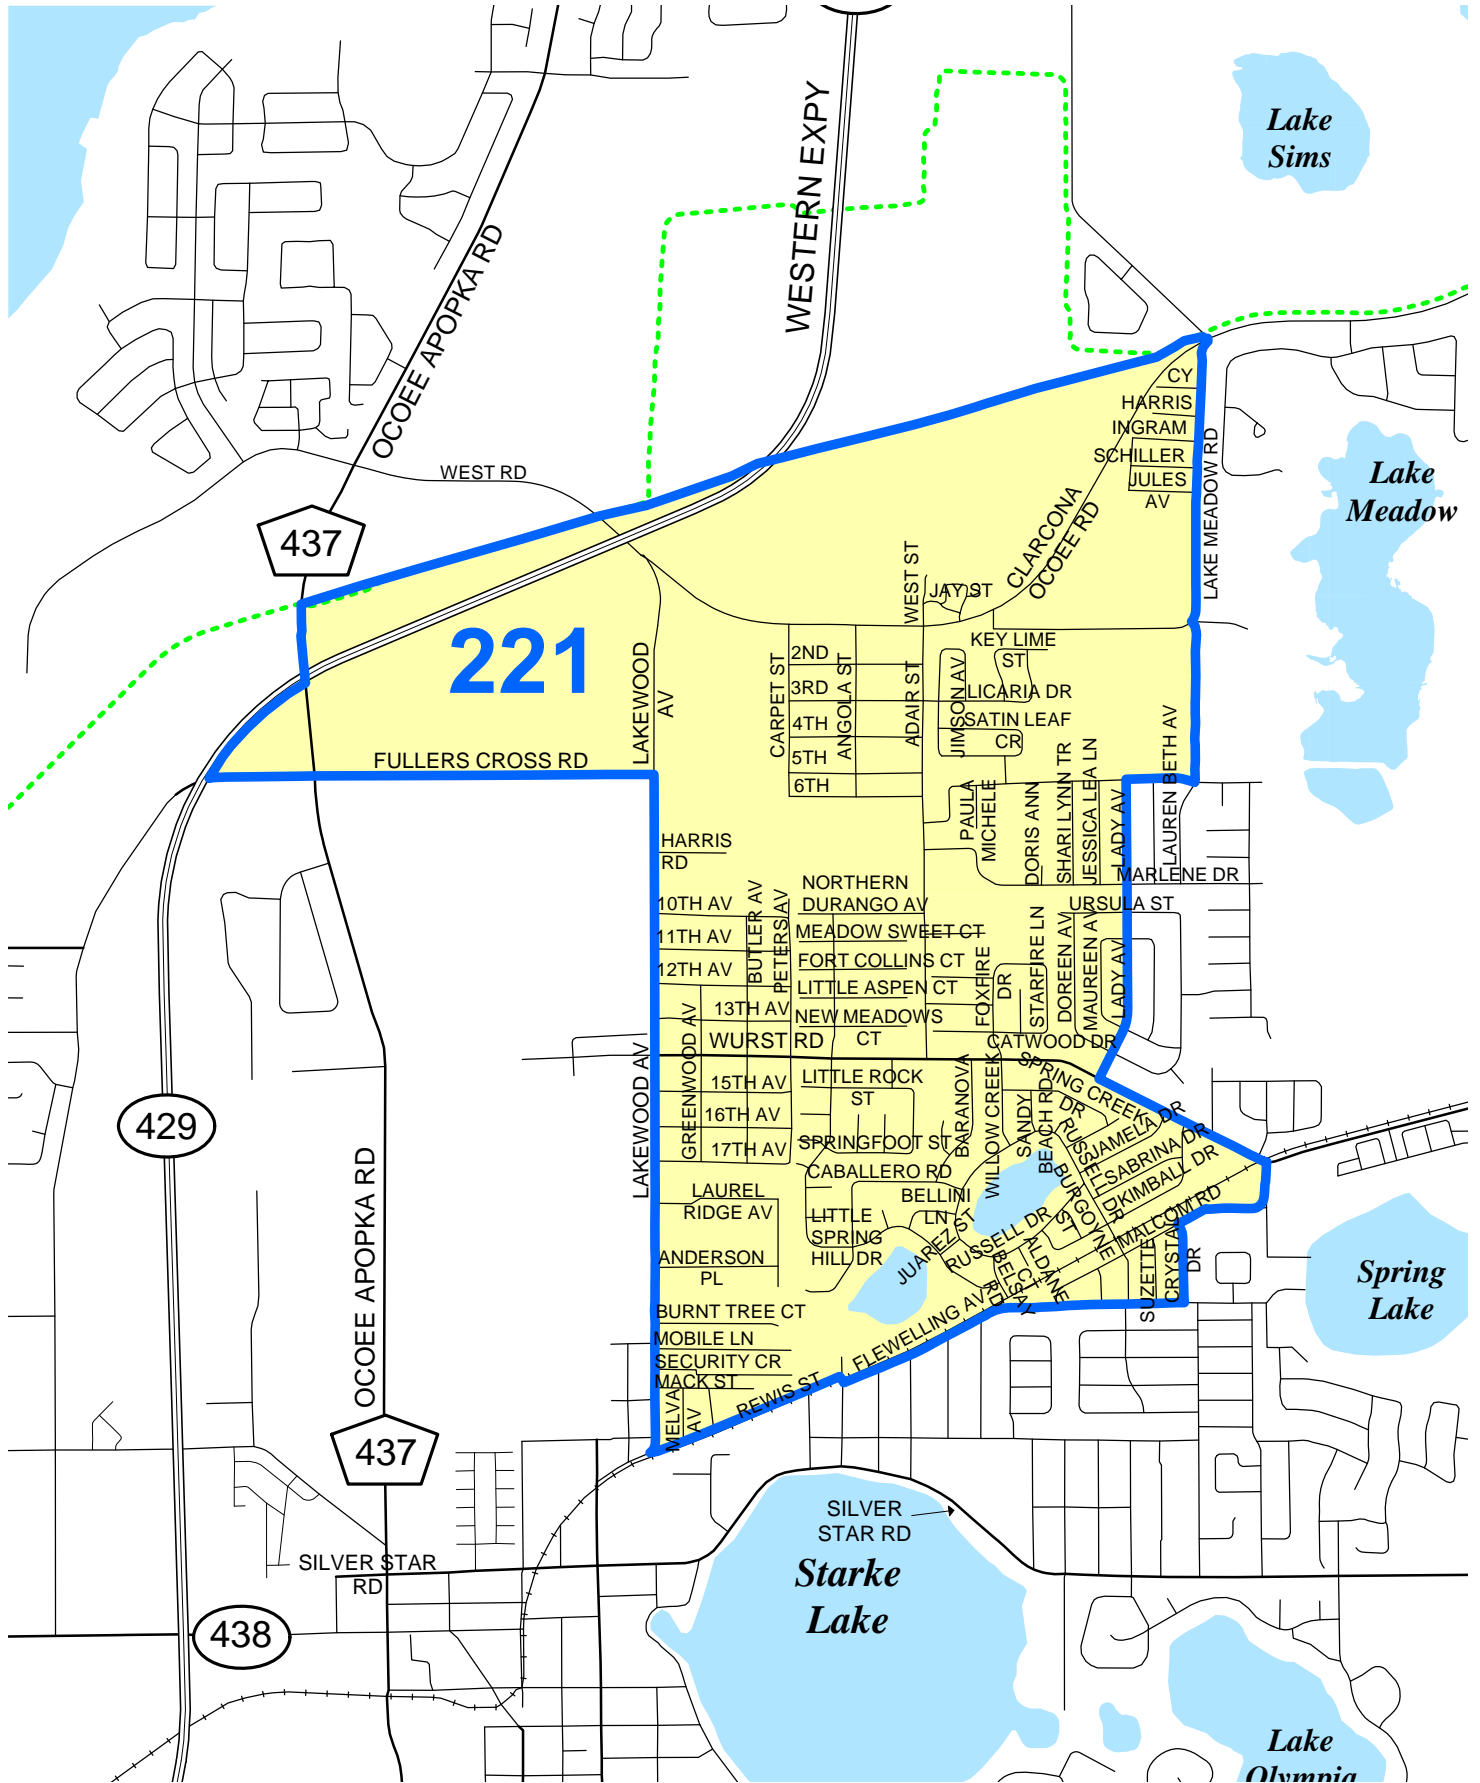 Lake
Sims
WESTERN EXPY
OCOEE APOPKA RD
CY
HARRIS
INGRAM
SCHILLER
JULES
AV
LAKE MEADOW RD
Lake
Meadow
WEST RD
437
CLARCONA
OCOEE RD
WEST ST
JAY ST
221
LAKEWOOD
AV
KEY LIME
ST
2ND
3RD
4TH
5TH
6TH
CARPET ST
ANGOLA ST
ADAIR ST
JIMSON AV
LICARIA DR
SATIN LEAF
CR
FULLERS CROSS RD
PAULA
MICHELE
DORIS ANN
SHARI LYNN TR
JESSICA LEA LN
LADY AV
LAUREN BETH AV
MARLENE DR
HARRIS
RD
NORTHERN
DURANGO AV
URSULA ST
10TH AV
11TH AV
12TH AV
BUTLER AV
PETERS AV
MEADOW SWEET CT
FORT COLLINS CT
LITTLE ASPEN CT
13TH AV
NEW MEADOWS
CT
FOXFIRE
DR
STARFIRE LN
DOREEN AV
MAUREEN AV
LADY AV
GREENWOOD AV
WURST RD
CATWOOD DR
SPRING CREEK
DR
LAKEWOOD AV
15TH AV
16TH AV
17TH AV
LITTLE ROCK
ST
BARANOVA
WILLOW CREEK
SANDY
BEACH RD
RUSSELL DR
JAMELA DR
SABRINA DR
KIMBALL DR
429
SPRINGFOOT ST
CABALLERO RD
BELLINI
LN
BURGOYNE
ST
MALCOM RD
LAUREL
RIDGE AV
LITTLE
SPRING
HILL DR
JUAREZ ST
RUSSELL DR
ALDANE
CT
BELSAY
RD
SUZETTE
CRYSTAL
DR
ANDERSON
PL
OCOEE APOPKA RD
Spring
Lake
BURNT TREE CT
MOBILE LN
SECURITY CR
MACK ST
MELVA
AV
REWIS ST
FLEWELLING AV
437
SILVER
STAR RD
SILVER STAR
RD
Starke
Lake
438
Lake
Olympia